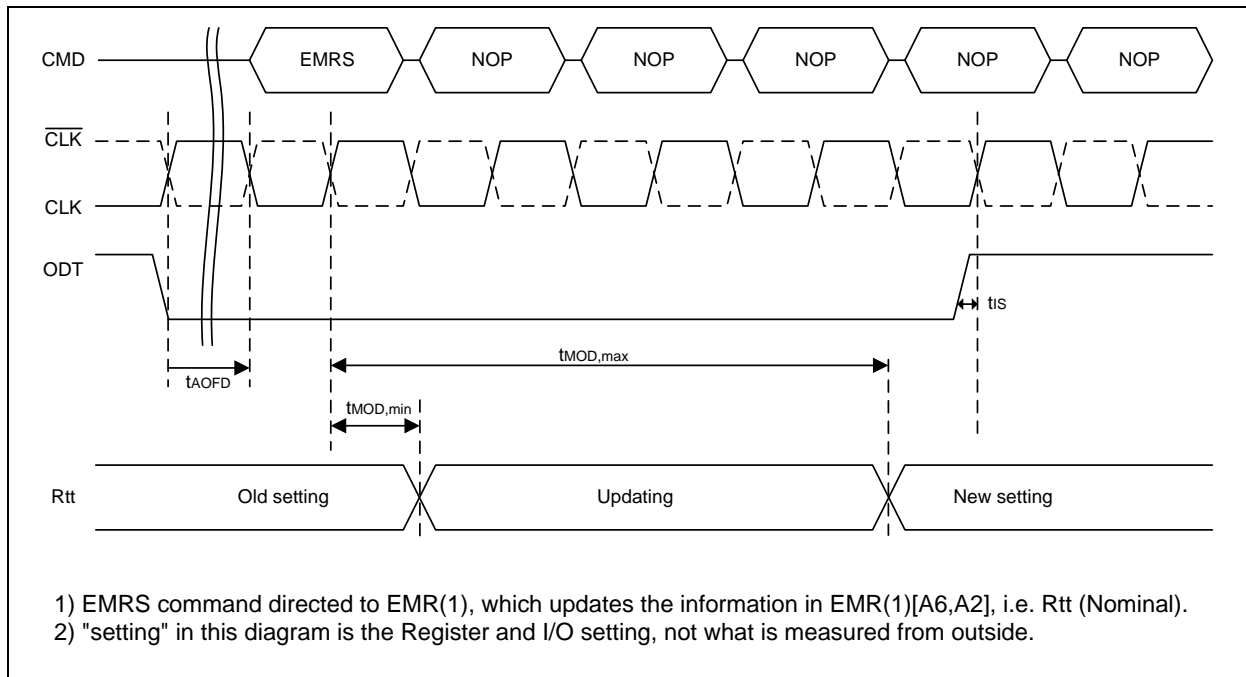 CMD
EMRS
NOP
NOP
NOP
NOP
NOP
CLK
CLK
ODT
tIS
tMOD,max
tAOFD
tMOD,min
Rtt
Old setting
Updating
New setting
1) EMRS command directed to EMR(1), which updates the information in EMR(1)[A6,A2], i.e. Rtt (Nominal).
2) "setting" in this diagram is the Register and I/O setting, not what is measured from outside.